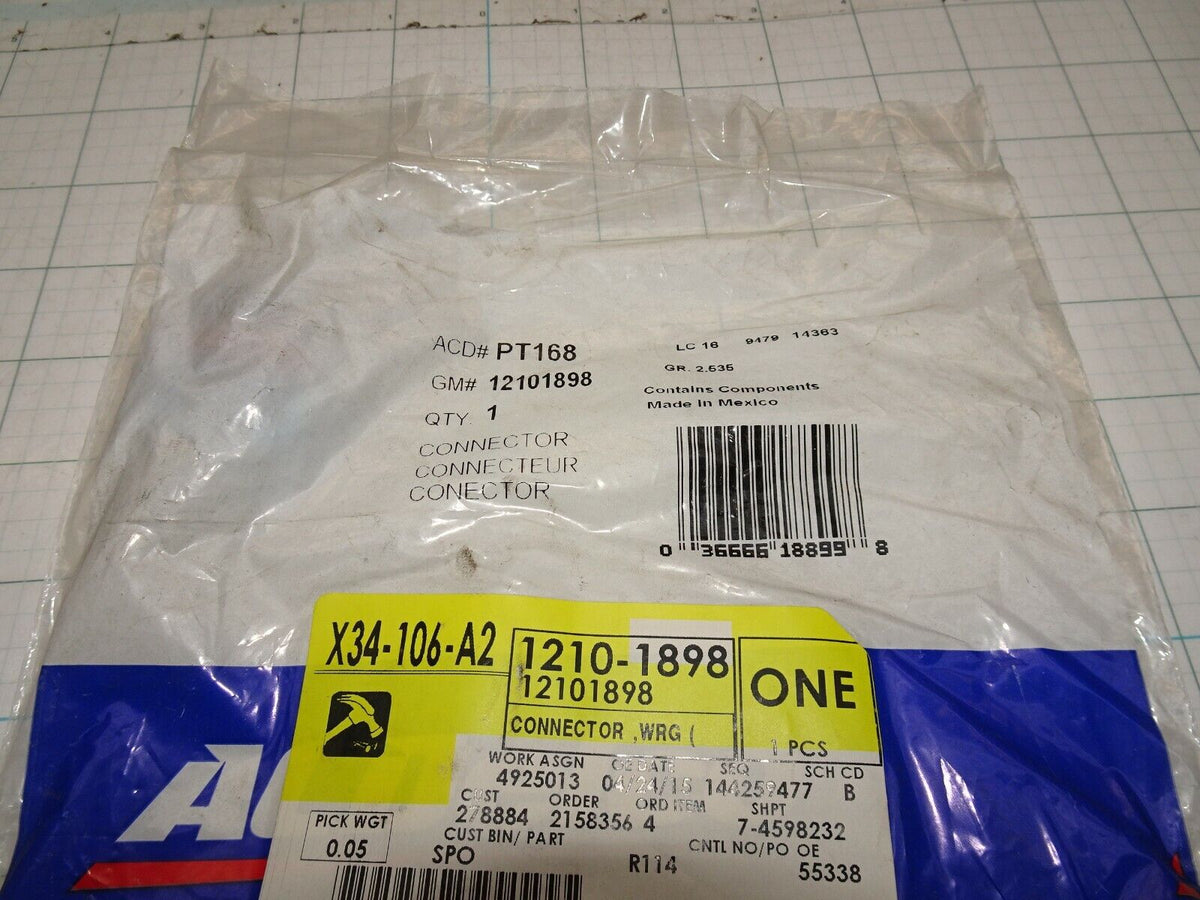 ACD# PT168
GM# 12101898
QTY. 1
CONNECTOR
CONNECTEUR
CONECTOR
LC 16 9479 14363
GR. 2.535
Contains Components
Made in Mexico
0 36666 18899 8
X34-106-A2
1210-1898
12101898
CONNECTOR ,WRG (
ONE
1 PCS
WORK ASGN DATE SEQ SCH CD
4925013 04/24/15 144259477 B
CUST ORDER ORD ITEM SHPT
278884 2158356 4 7-4598232
CUST BIN/ PART CNTL NO/PO OE
SPO R114 55338
PICK WGT
0.05
AC